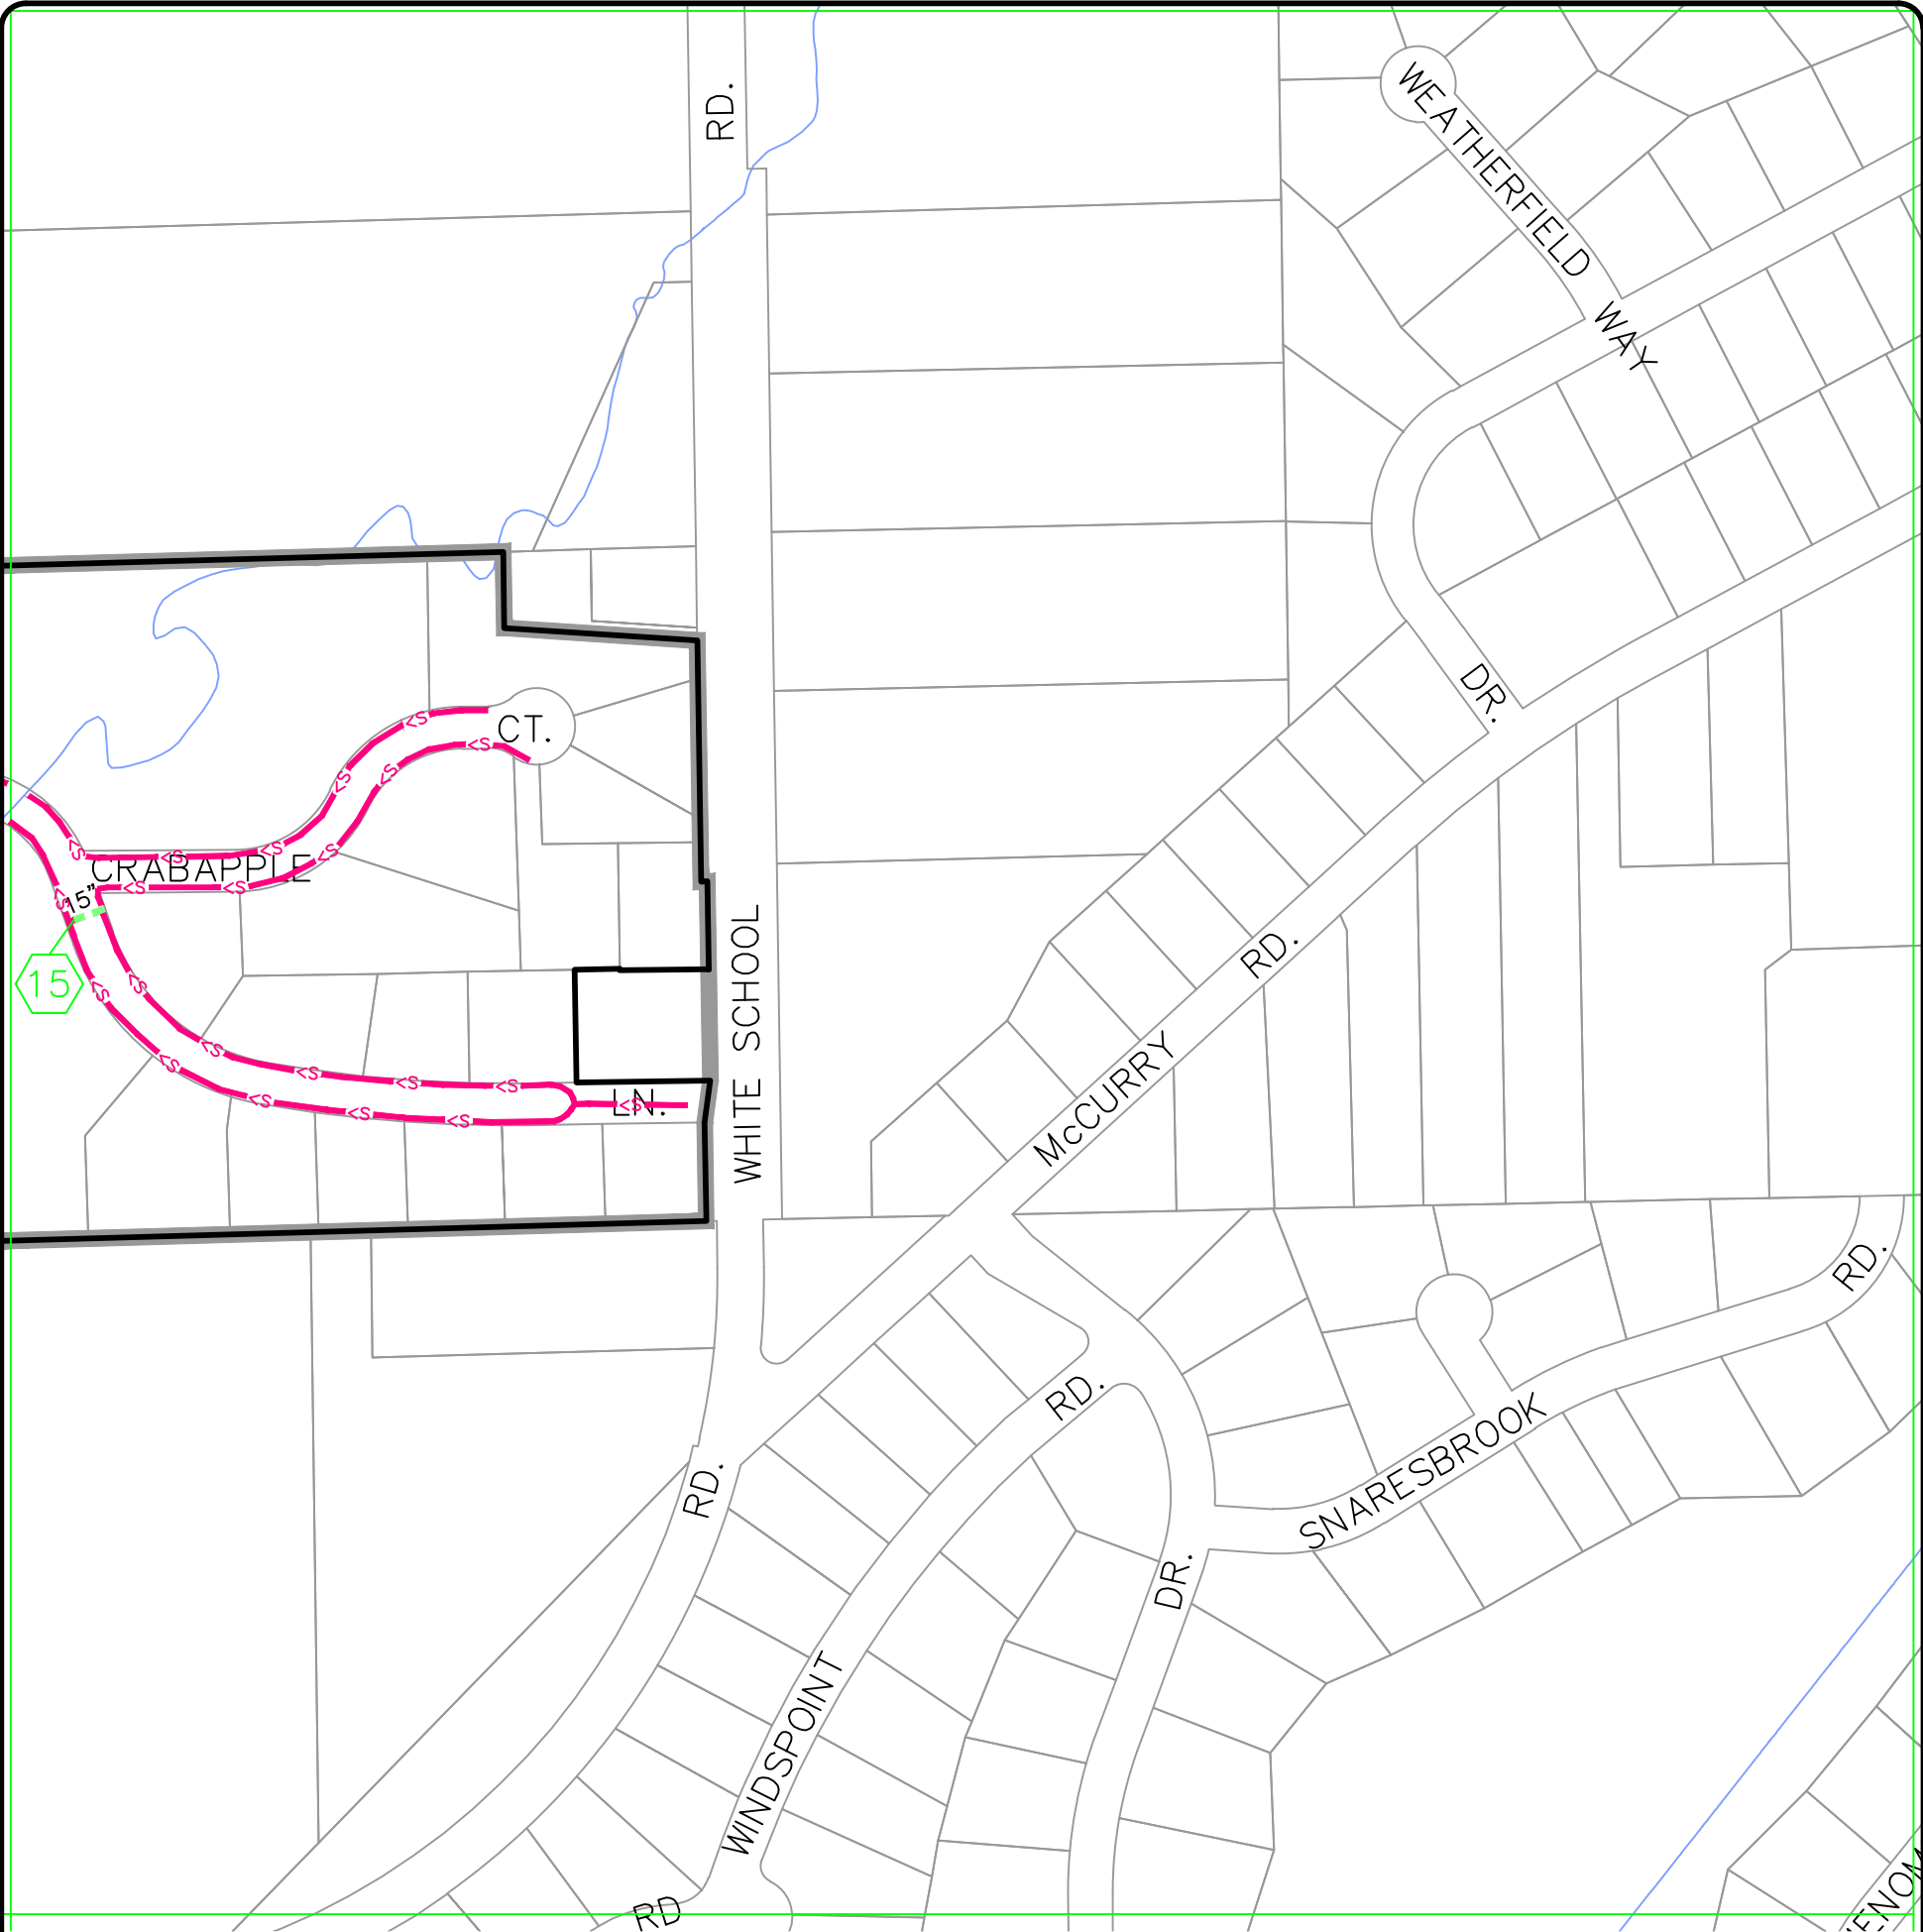 RD.
WEATHERFIELD
WAY
DR.
CT.
<S
<S
<S
<S
<S
<S
<S
<S
<S
<S
<S
CRABAPPLE
15"
15
<S
<S
<S
<S
<S
<S
<S
<S
<S
<S
<S
LN.
WHITE SCHOOL
RD.
McCURRY
RD.
RD.
SNARESBROOK
RD.
DR.
WINDSPOINT
RD